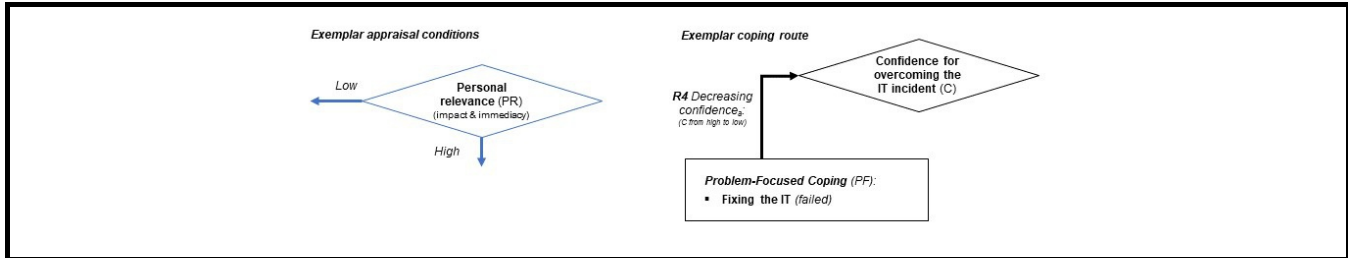 Exemplar appraisal conditions
Low
Personal
relevance (PR)
(impact & immediacy)
High
Exemplar coping route
Confidence for
overcoming the
IT incident (C)
R4 Decreasing
confidenceₐ:
(C from high to low)
Problem-Focused Coping (PF):
▪ Fixing the IT (failed)